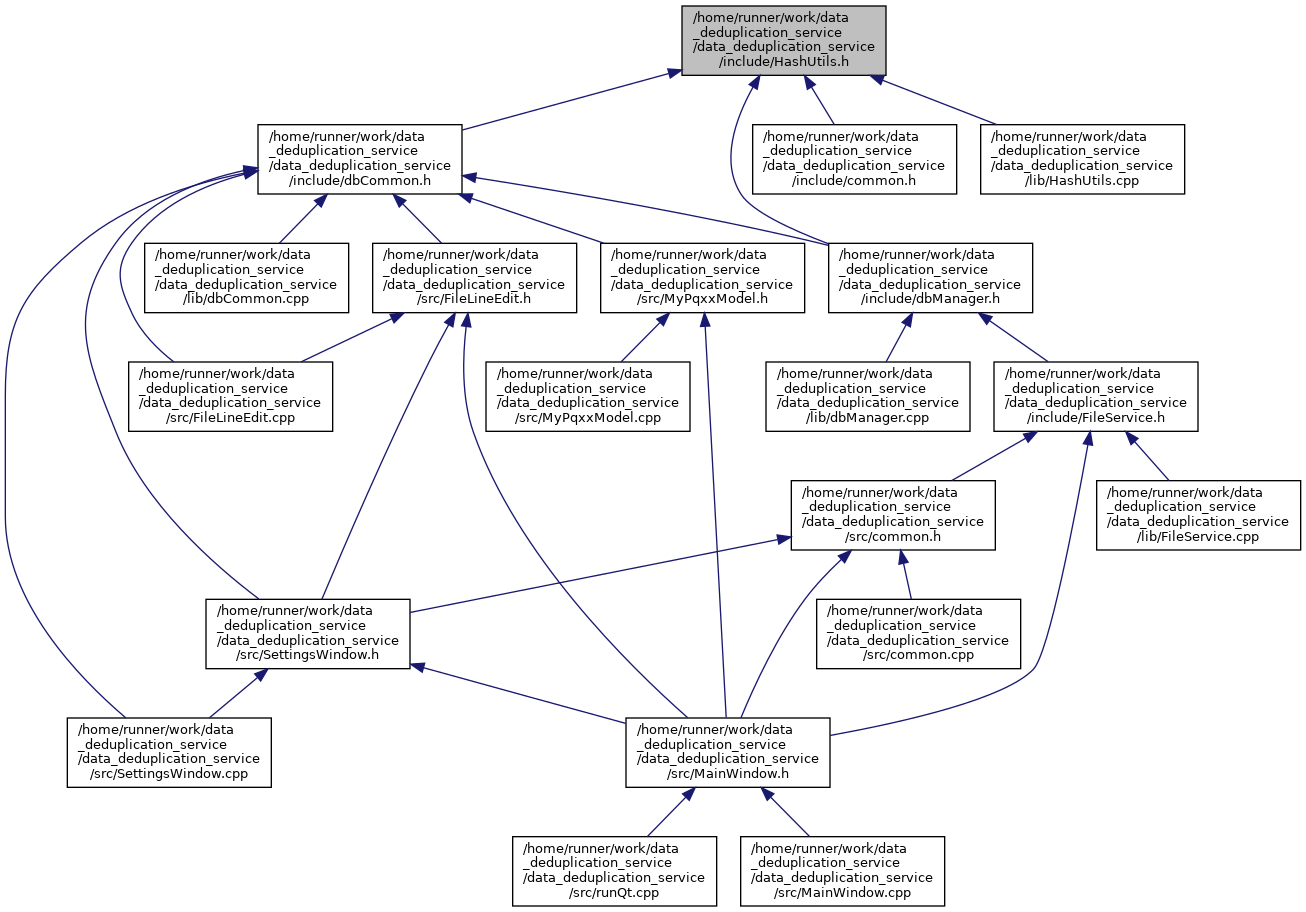 /home/runner/work/data
_deduplication_service
/data_deduplication_service
/include/HashUtils.h
/home/runner/work/data
_deduplication_service
/data_deduplication_service
/include/dbCommon.h
/home/runner/work/data
_deduplication_service
/data_deduplication_service
/include/common.h
/home/runner/work/data
_deduplication_service
/data_deduplication_service
/lib/HashUtils.cpp
/home/runner/work/data
_deduplication_service
/data_deduplication_service
/lib/dbCommon.cpp
/home/runner/work/data
_deduplication_service
/data_deduplication_service
/src/FileLineEdit.h
/home/runner/work/data
_deduplication_service
/data_deduplication_service
/src/MyPqxxModel.h
/home/runner/work/data
_deduplication_service
/data_deduplication_service
/include/dbManager.h
/home/runner/work/data
_deduplication_service
/data_deduplication_service
/src/FileLineEdit.cpp
/home/runner/work/data
_deduplication_service
/data_deduplication_service
/src/MyPqxxModel.cpp
/home/runner/work/data
_deduplication_service
/data_deduplication_service
/lib/dbManager.cpp
/home/runner/work/data
_deduplication_service
/data_deduplication_service
/include/FileService.h
/home/runner/work/data
_deduplication_service
/data_deduplication_service
/src/common.h
/home/runner/work/data
_deduplication_service
/data_deduplication_service
/lib/FileService.cpp
/home/runner/work/data
_deduplication_service
/data_deduplication_service
/src/SettingsWindow.h
/home/runner/work/data
_deduplication_service
/data_deduplication_service
/src/common.cpp
/home/runner/work/data
_deduplication_service
/data_deduplication_service
/src/SettingsWindow.cpp
/home/runner/work/data
_deduplication_service
/data_deduplication_service
/src/MainWindow.h
/home/runner/work/data
_deduplication_service
/data_deduplication_service
/src/runQt.cpp
/home/runner/work/data
_deduplication_service
/data_deduplication_service
/src/MainWindow.cpp